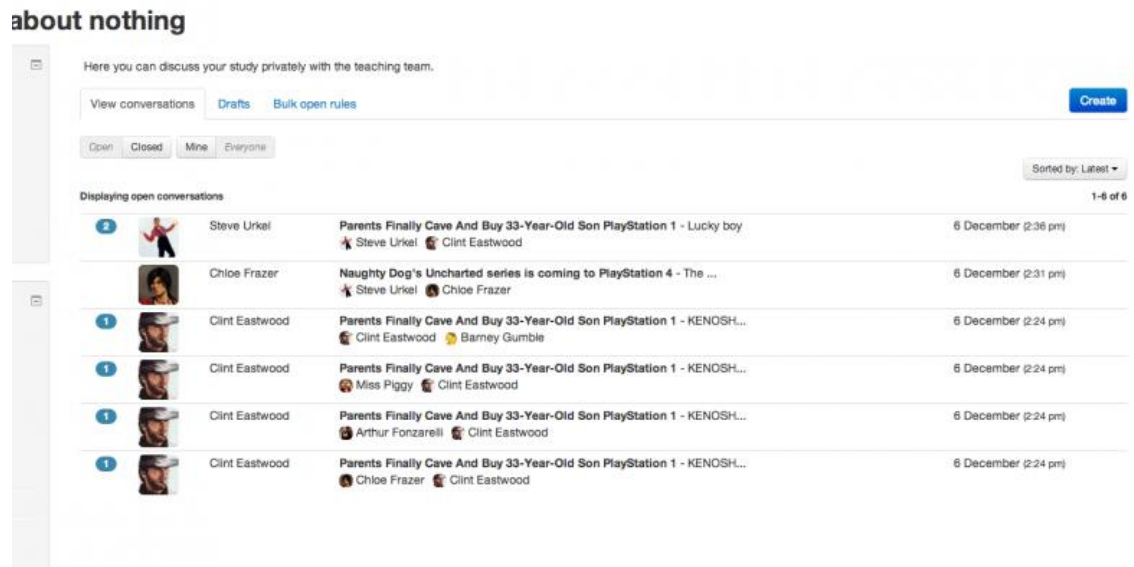 about nothing
Here you can discuss your study privately with the teaching team.
View conversations Drafts Bulk open rules Create
Open Closed Mine Everyone
Sorted by: Latest
Displaying open conversations 1-6 of 6
2 Steve Urkel Parents Finally Cave And Buy 33-Year-Old Son PlayStation 1 - Lucky boy 6 December (2:36 pm)
Steve Urkel Clint Eastwood
Chloe Frazer Naughty Dog's Uncharted series is coming to PlayStation 4 - The ... 6 December (2:31 pm)
Steve Urkel Chloe Frazer
1 Clint Eastwood Parents Finally Cave And Buy 33-Year-Old Son PlayStation 1 - KENOSH... 6 December (2:24 pm)
Clint Eastwood Barney Gumble
1 Clint Eastwood Parents Finally Cave And Buy 33-Year-Old Son PlayStation 1 - KENOSH... 6 December (2:24 pm)
Miss Piggy Clint Eastwood
1 Clint Eastwood Parents Finally Cave And Buy 33-Year-Old Son PlayStation 1 - KENOSH... 6 December (2:24 pm)
Arthur Fonzarelli Clint Eastwood
1 Clint Eastwood Parents Finally Cave And Buy 33-Year-Old Son PlayStation 1 - KENOSH... 6 December (2:24 pm)
Chloe Frazer Clint Eastwood